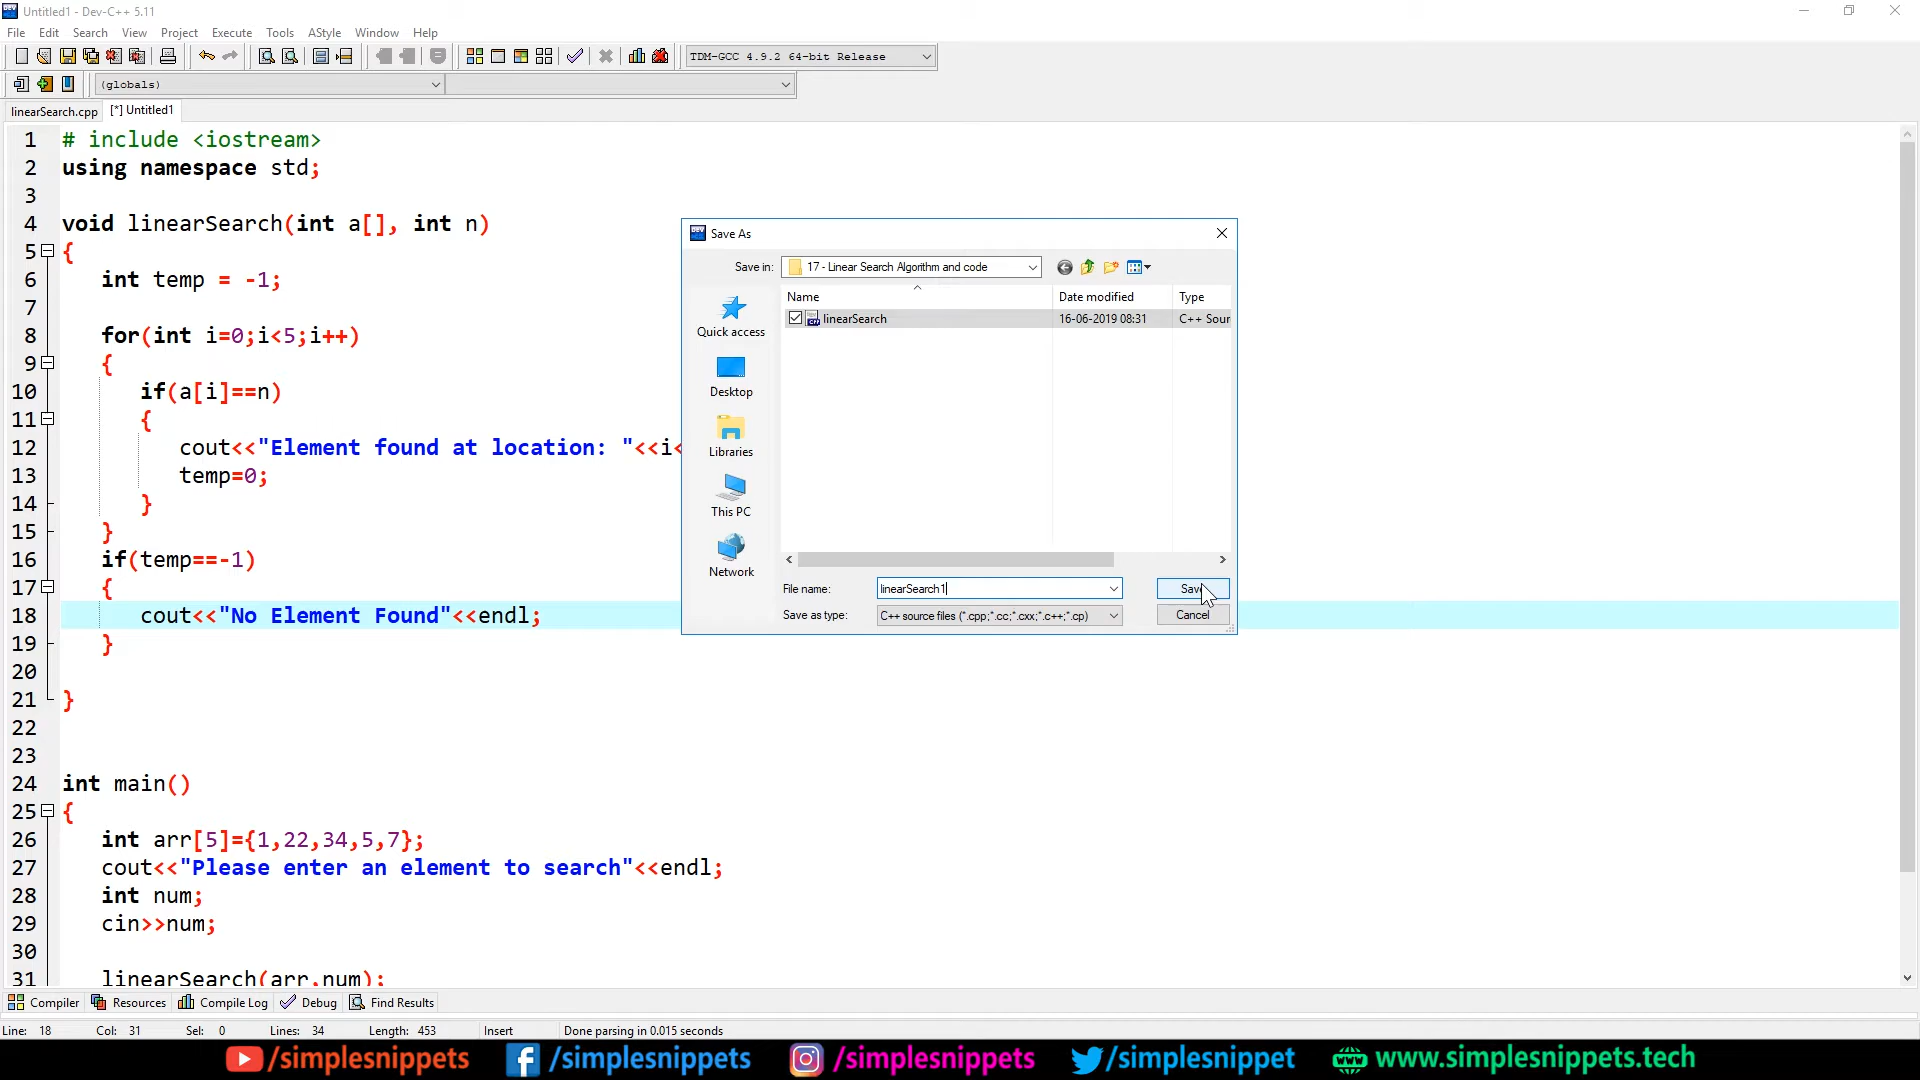 Untitled1 - Dev-C++ 5.11
File Edit Search View Project Execute Tools AStyle Window Help
TDM-GCC 4.9.2 64-bit Release
(globals)
linearSearch.cpp [*] Untitled1
1 # include <iostream>
2 using namespace std;
3
4 void linearSearch(int a[], int n)
5 {
6 int temp = -1;
7
8 for(int i=0;i<5;i++)
9 {
10 if(a[i]==n)
11 {
12 cout<<"Element found at location: "<<i<
13 temp=0;
14 }
15 }
16 if(temp==-1)
17 {
18 cout<<"No Element Found"<<endl;
19 }
20
21 }
22
23
24 int main()
25 {
26 int arr[5]={1,22,34,5,7};
27 cout<<"Please enter an element to search"<<endl;
28 int num;
29 cin>>num;
30
31 linearSearch(arr,num);
Save As
Save in: 17 - Linear Search Algorithm and code
Name Date modified Type
linearSearch 16-06-2019 08:31 C++ Sour
Quick access
Desktop
Libraries
This PC
Network
File name: linearSearch1 Save
Save as type: C++ source files (*.cpp;*.cc;*.cxx;*.c++;*.cp) Cancel
Compiler Resources Compile Log Debug Find Results
Line: 18 Col: 31 Sel: 0 Lines: 34 Length: 453 Insert Done parsing in 0.015 seconds
/simplesnippets /simplesnippets /simplesnippets /simplesnippet www.simplesnippets.tech